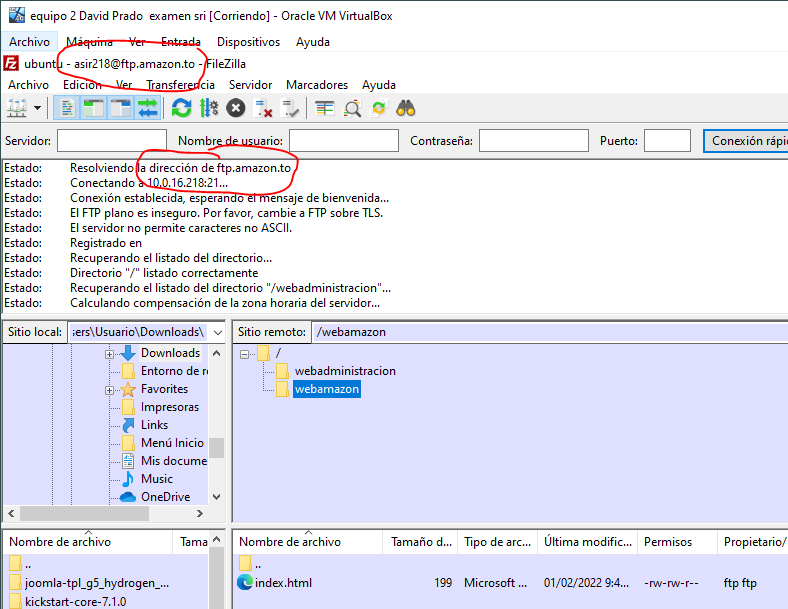 equipo 2 David Prado examen sri [Corriendo] - Oracle VM VirtualBox
Archivo Máquina Ver Entrada Dispositivos Ayuda
ubuntu - asir218@ftp.amazon.to - FileZilla
Archivo Edición Ver Transferencia Servidor Marcadores Ayuda
Servidor: Nombre de usuario: Contraseña: Puerto: Conexión rápi
Estado: Resolviendo la dirección de ftp.amazon.to
Estado: Conectando a 10.0.16.218:21...
Estado: Conexión establecida, esperando el mensaje de bienvenida...
Estado: El FTP plano es inseguro. Por favor, cambie a FTP sobre TLS.
Estado: El servidor no permite caracteres no ASCII.
Estado: Registrado en
Estado: Recuperando el listado del directorio...
Estado: Directorio "/" listado correctamente
Estado: Recuperando el listado del directorio "/webadministracion"...
Estado: Calculando compensación de la zona horaria del servidor...
Sitio local: sers\Usuario\Downloads\
Downloads
Entorno de re
Favorites
Impresoras
Links
Menú Inicio
Mis docume
Music
OneDrive
Sitio remoto: /webamazon
/
webadministracion
webamazon
Nombre de archivo Tama
..
joomla-tpl_g5_hydrogen_...
kickstart-core-7.1.0
Nombre de archivo Tamaño d... Tipo de arc... Última modific... Permisos Propietario/
..
index.html 199 Microsoft ... 01/02/2022 9:4... -rw-rw-r-- ftp ftp